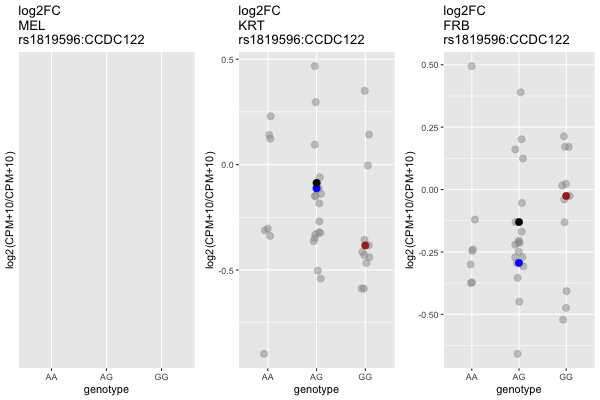 log2FC
MEL
rs1819596:CCDC122
log2(CPM+10/CPM+10)
AA AG GG
genotype
log2FC
KRT
rs1819596:CCDC122
log2(CPM+10/CPM+10)
0.5
0.0
-0.5
AA AG GG
genotype
log2FC
FRB
rs1819596:CCDC122
log2(CPM+10/CPM+10)
0.50
0.25
0.00
-0.25
-0.50
AA AG GG
genotype